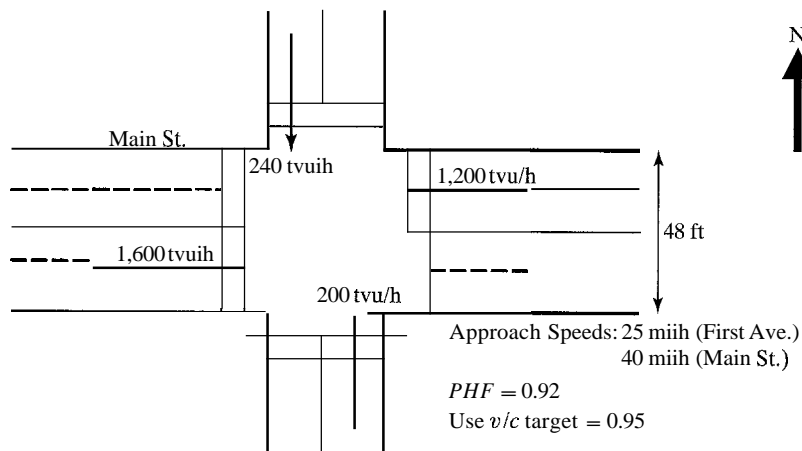 N
Main St.
240 tvuih
1,200 tvu/h
48 ft
1,600 tvuih
200 tvu/h
Approach Speeds: 25 miih (First Ave.)
40 miih (Main St.)
PHF = 0.92
Use v/c target = 0.95